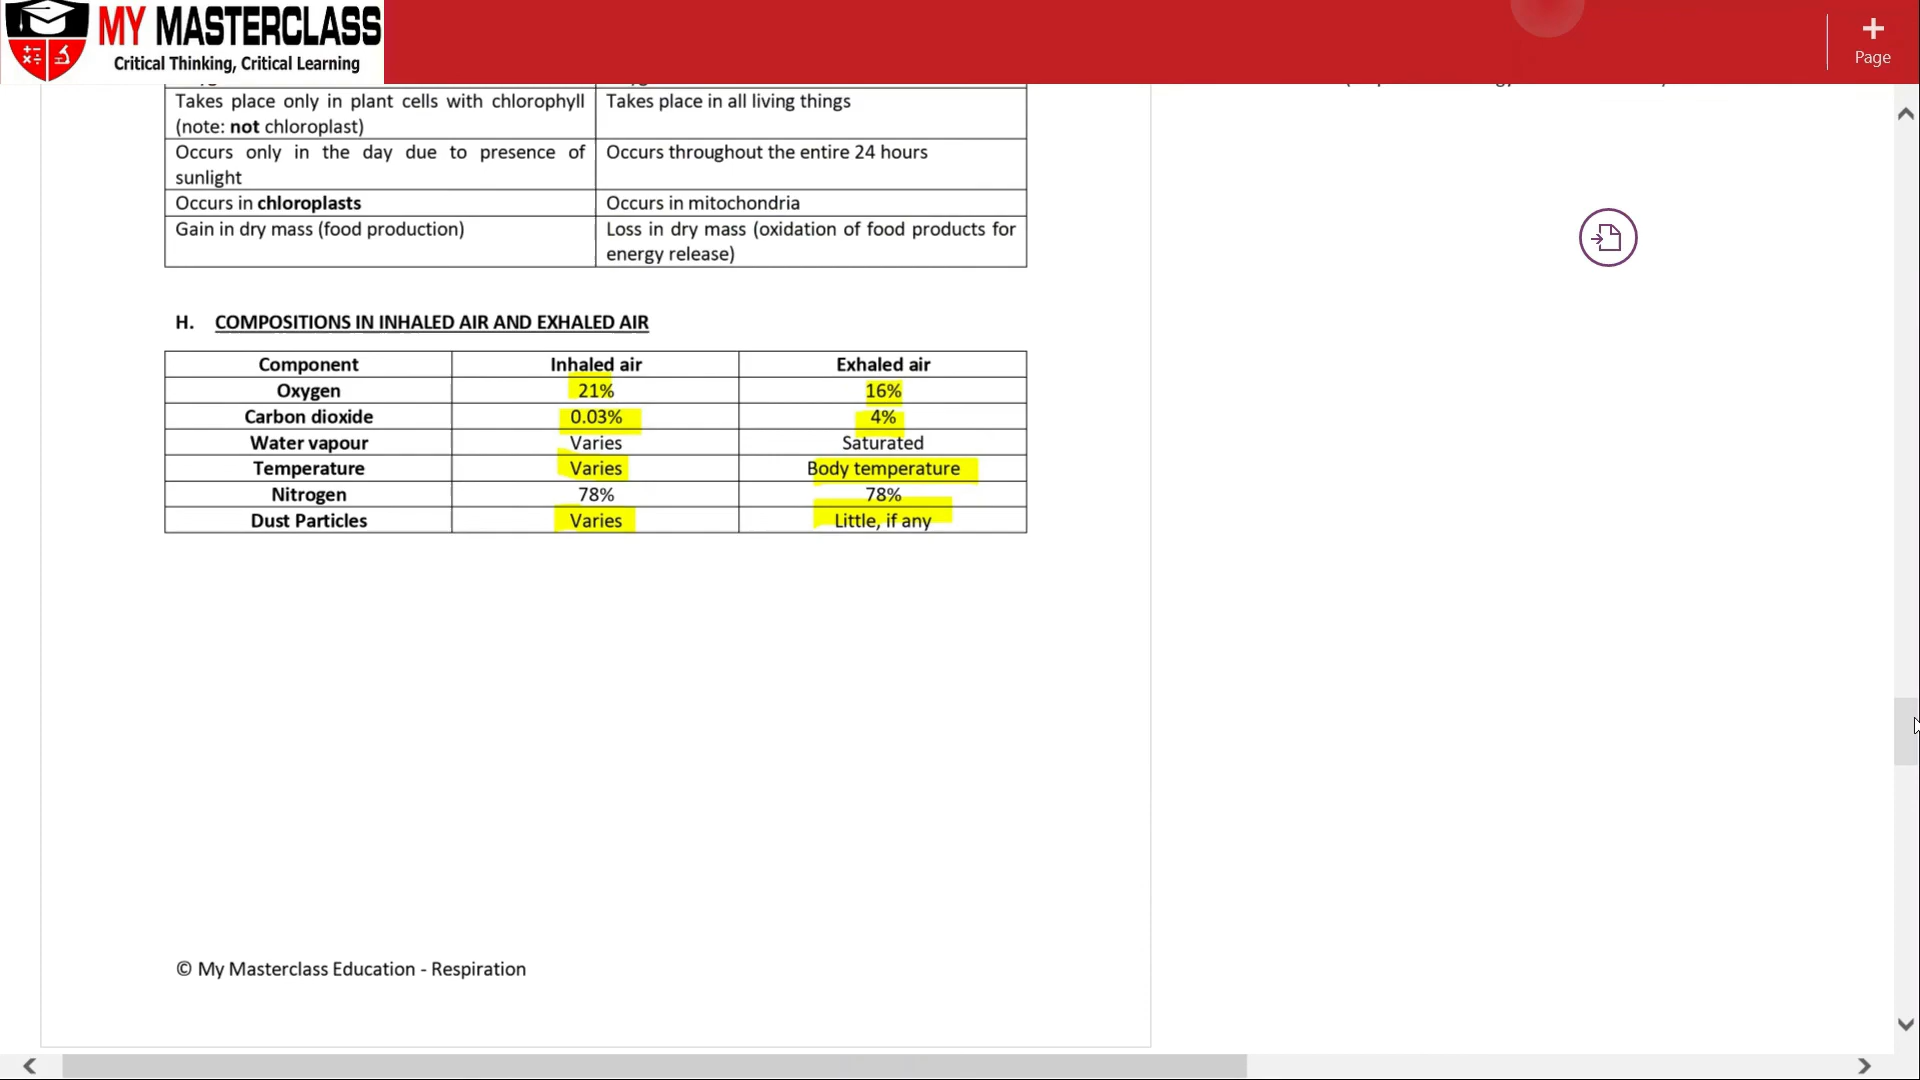 MY MASTERCLASS
Critical Thinking, Critical Learning
+
Page
Takes place only in plant cells with chlorophyll
(note: not chloroplast)
Takes place in all living things
Occurs only in the day due to presence of
sunlight
Occurs throughout the entire 24 hours
Occurs in chloroplasts
Occurs in mitochondria
Gain in dry mass (food production)
Loss in dry mass (oxidation of food products for
energy release)
H. COMPOSITIONS IN INHALED AIR AND EXHALED AIR
Component Inhaled air Exhaled air
Oxygen 21% 16%
Carbon dioxide 0.03% 4%
Water vapour Varies Saturated
Temperature Varies Body temperature
Nitrogen 78% 78%
Dust Particles Varies Little, if any
© My Masterclass Education - Respiration